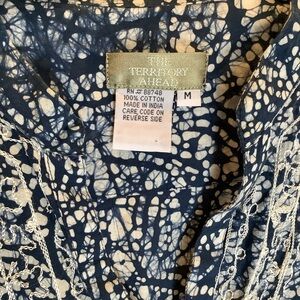 THE
TERRITORY
AHEAD
M
RN # 88748
100% COTTON
MADE IN INDIA
CARE CODE ON
REVERSE SIDE